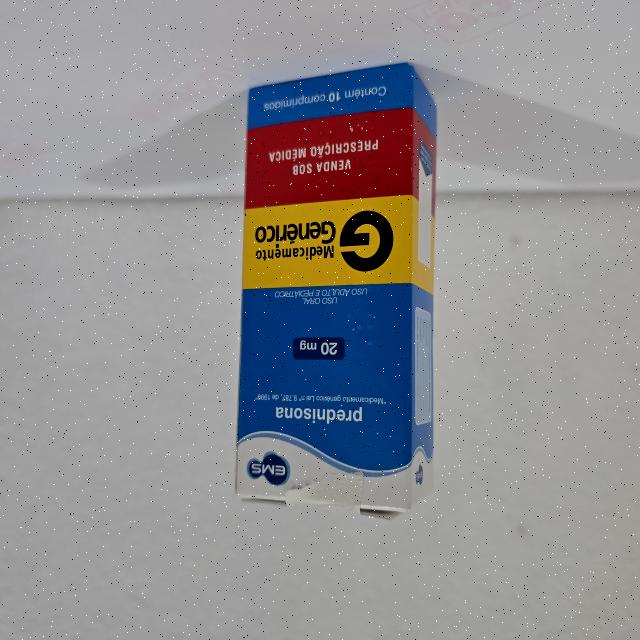 EMS
prednisona
"Medicamento genérico Lei nº 9.787, de 1999"
20 mg
USO ORAL
USO ADULTO E PEDIÁTRICO
G
Medicamento
Genérico
VENDA SOB
PRESCRIÇÃO MÉDICA
Contém 10 comprimidos